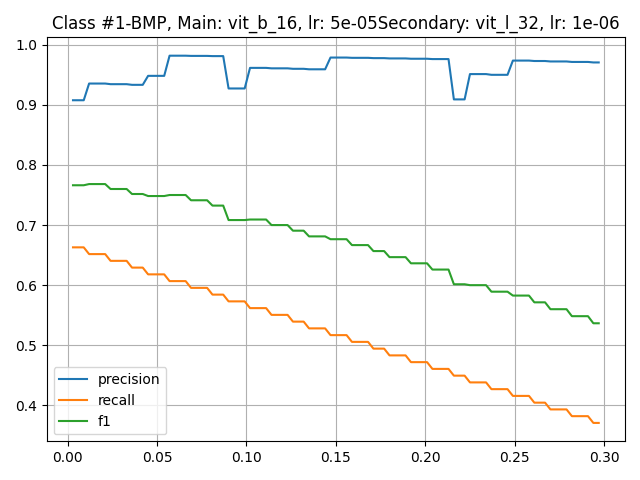 Class #1-BMP, Main: vit_b_16, lr: 5e-05Secondary: vit_l_32, lr: 1e-06
1.0
0.9
0.8
0.7
0.6
0.5
0.4
precision
recall
f1
0.00 0.05 0.10 0.15 0.20 0.25 0.30